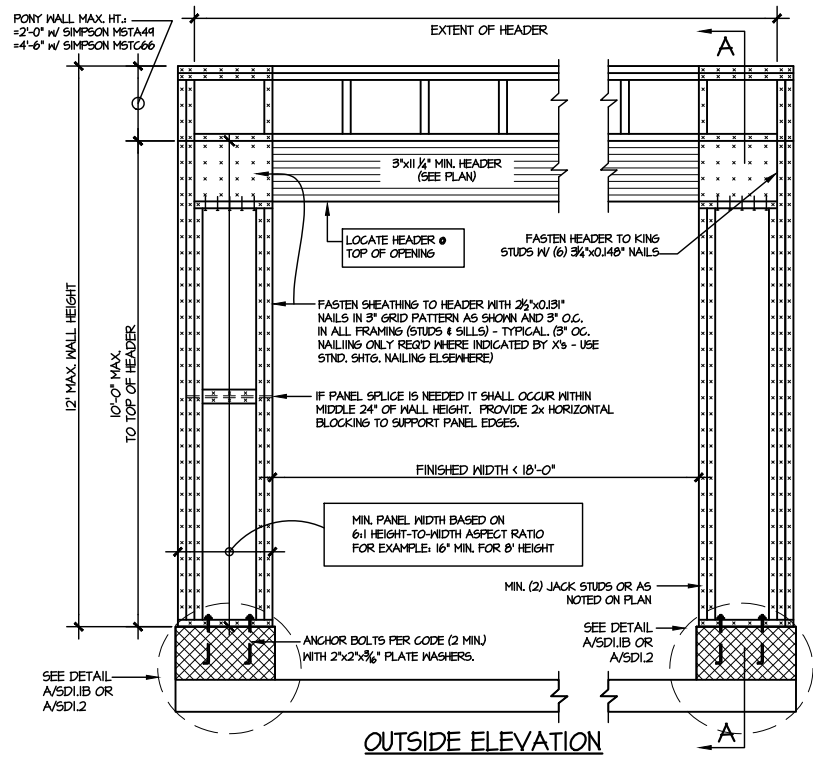 PONY WALL MAX. HT.:
=2'-0" W/ SIMPSON MSTA49
=4'-6" W/ SIMPSON MSTC66
EXTENT OF HEADER
A
3"x11 1/4" MIN. HEADER
(SEE PLAN)
LOCATE HEADER @
TOP OF OPENING
FASTEN HEADER TO KING
STUDS W/ (6) 3 1/4"x0.148" NAILS
FASTEN SHEATHING TO HEADER WITH 2 1/2"x0.131"
NAILS IN 3" GRID PATTERN AS SHOWN AND 3" O.C.
IN ALL FRAMING (STUDS & SILLS) - TYPICAL. (3" OC.
NAILIING ONLY REQ'D WHERE INDICATED BY X's - USE
STND. SHTG. NAILING ELSEWHERE)
12' MAX. WALL HEIGHT
10'-0" MAX.
TO TOP OF HEADER
IF PANEL SPLICE IS NEEDED IT SHALL OCCUR WITHIN
MIDDLE 24" OF WALL HEIGHT. PROVIDE 2x HORIZONTAL
BLOCKING TO SUPPORT PANEL EDGES.
FINISHED WIDTH < 18'-0"
MIN. PANEL WIDTH BASED ON
6:1 HEIGHT-TO-WIDTH ASPECT RATIO
FOR EXAMPLE: 16" MIN. FOR 8' HEIGHT
MIN. (2) JACK STUDS OR AS
NOTED ON PLAN
ANCHOR BOLTS PER CODE (2 MIN.)
WITH 2"x2"x3/16" PLATE WASHERS.
SEE DETAIL
A/SD1.1B OR
A/SD1.2
SEE DETAIL
A/SD1.1B OR
A/SD1.2
A
OUTSIDE ELEVATION